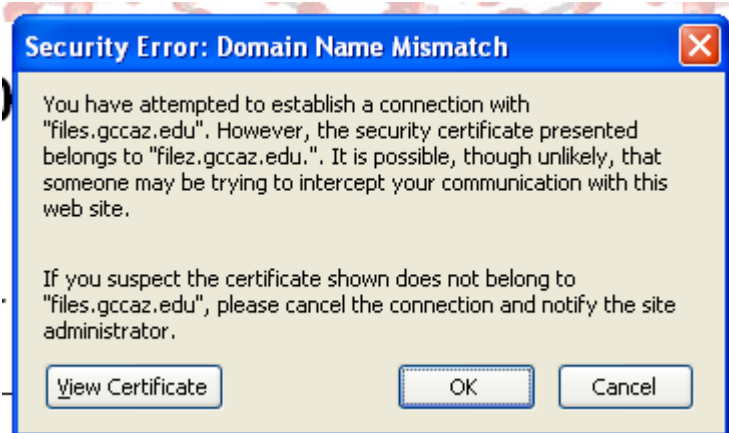 Security Error: Domain Name Mismatch
You have attempted to establish a connection with
"files.gccaz.edu". However, the security certificate presented
belongs to "filez.gccaz.edu.". It is possible, though unlikely, that
someone may be trying to intercept your communication with this
web site.
If you suspect the certificate shown does not belong to
"files.gccaz.edu", please cancel the connection and notify the site
administrator.
View Certificate OK Cancel